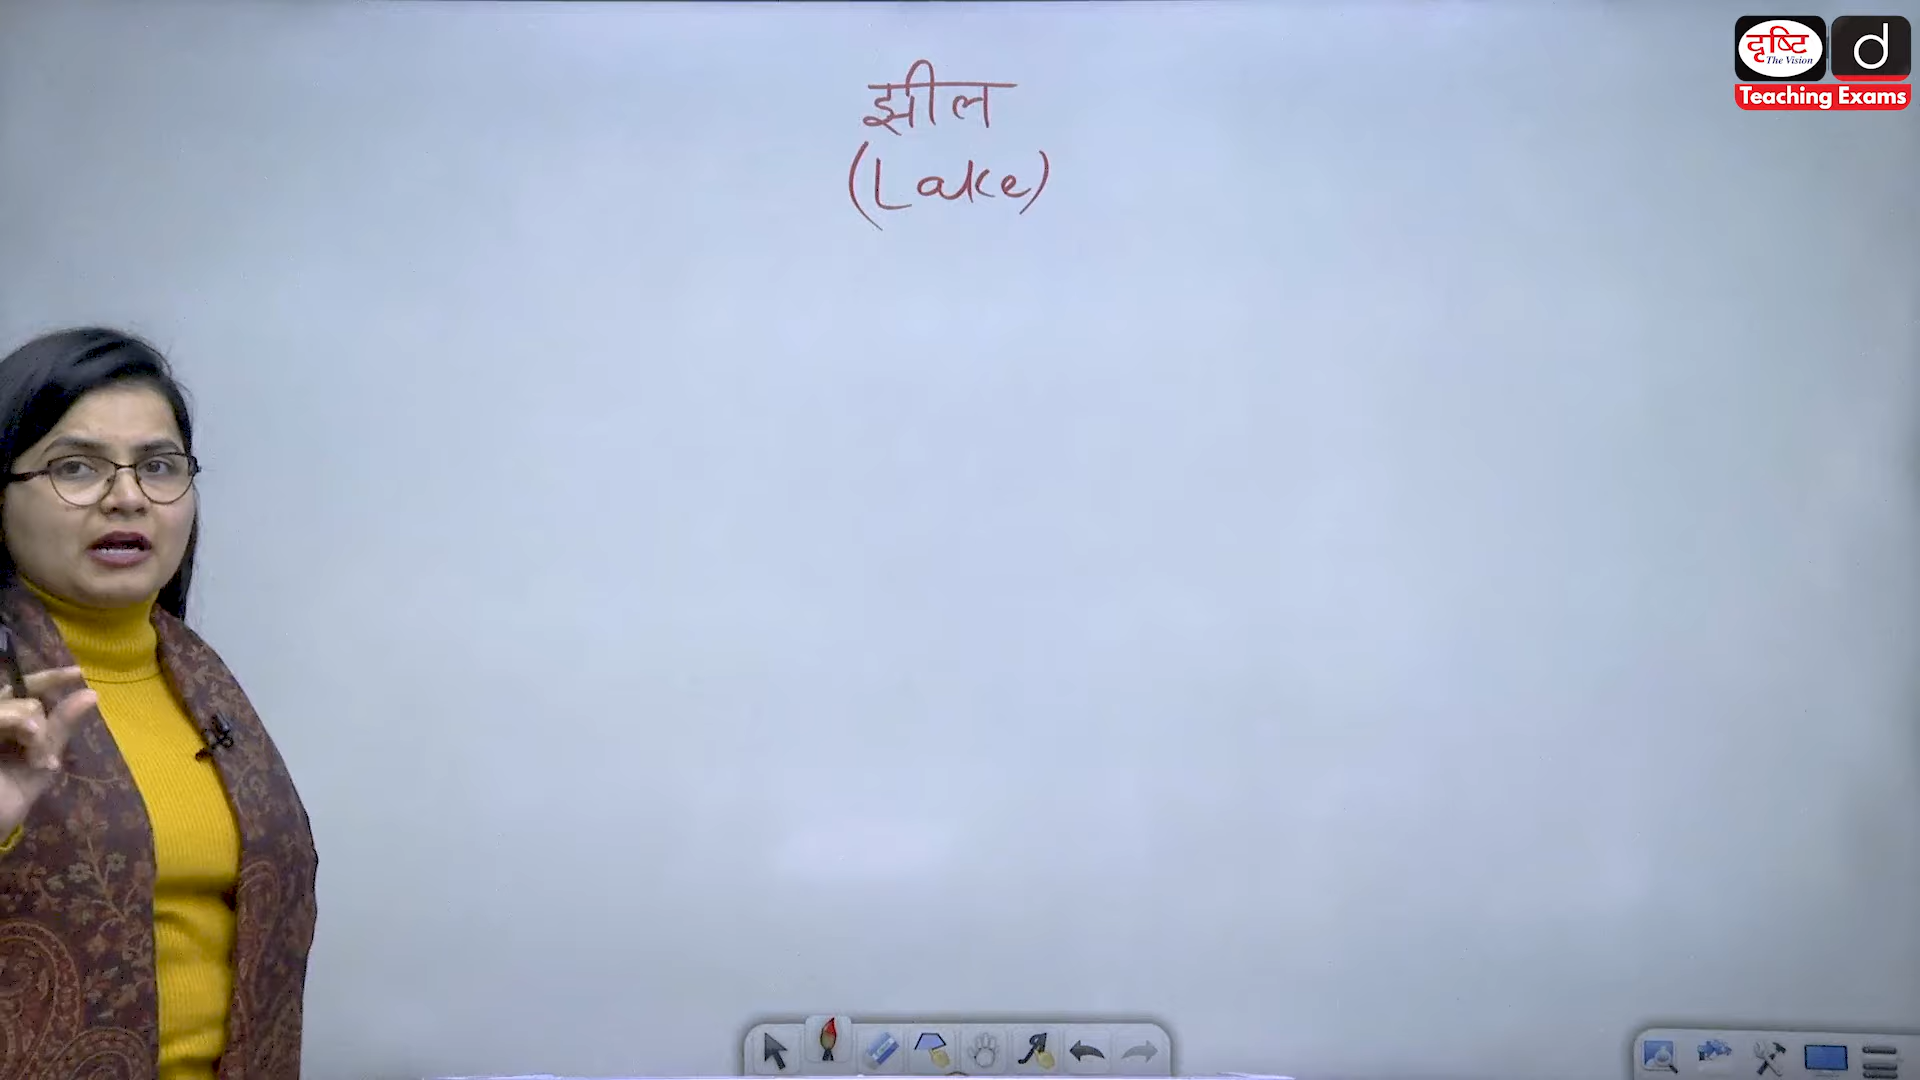 झील
(Lake)
दृष्टि
The Vision
d
Teaching Exams